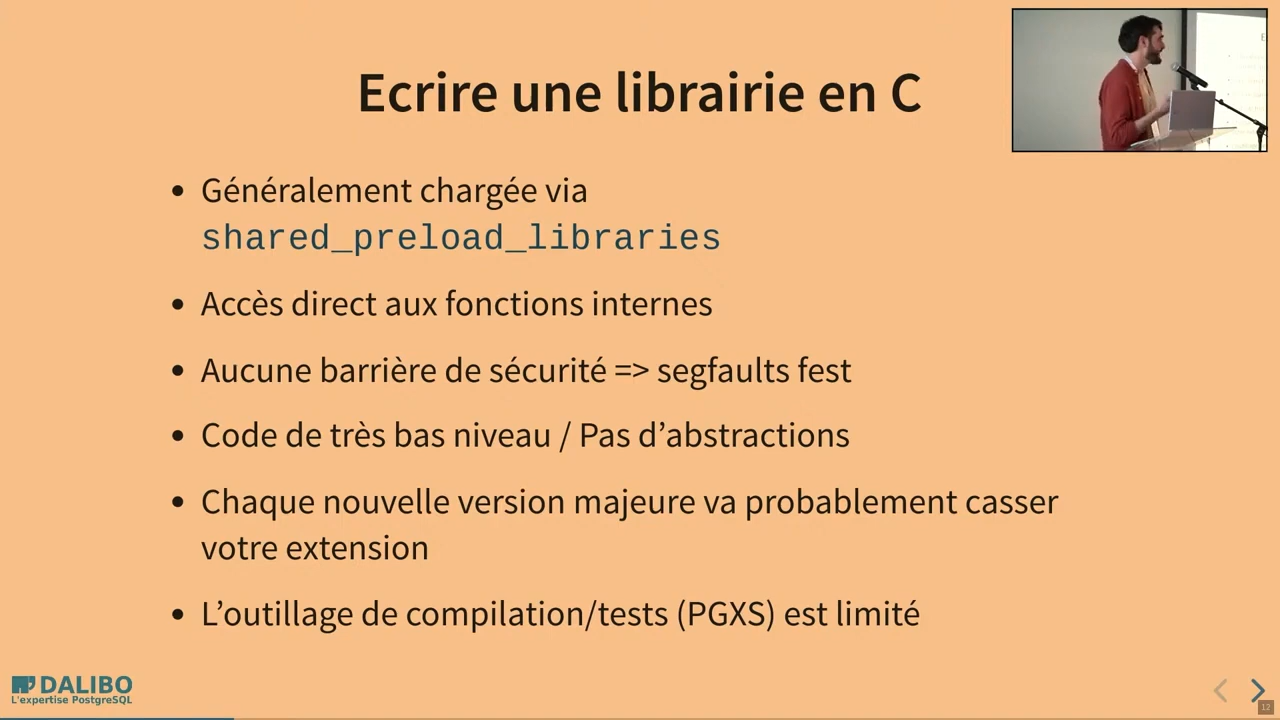 Ecrire une librairie en C
Généralement chargée via
shared_preload_libraries
Accès direct aux fonctions internes
Aucune barrière de sécurité => segfaults fest
Code de très bas niveau / Pas d’abstractions
Chaque nouvelle version majeure va probablement casser
votre extension
L’outillage de compilation/tests (PGXS) est limité
DALIBO
L'expertise PostgreSQL
12